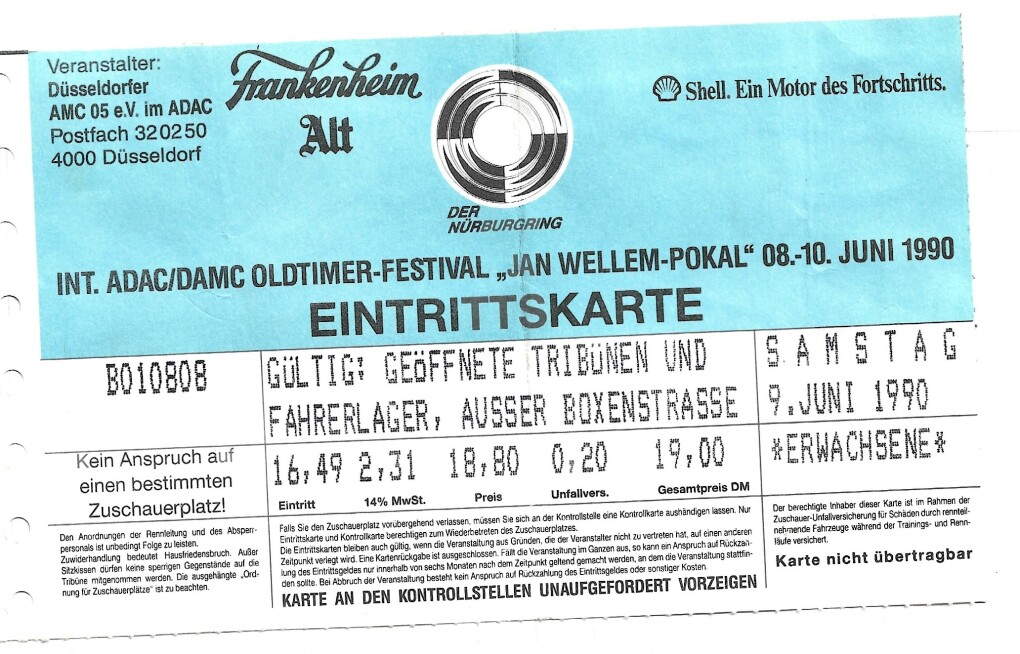 Veranstalter:
Düsseldorfer
AMC 05 e.V. im ADAC
Postfach 320250
4000 Düsseldorf
Frankenheim
Alt
DER
NÜRBURGRING
Shell. Ein Motor des Fortschritts.
INT. ADAC/DAMC OLDTIMER-FESTIVAL „JAN WELLEM-POKAL“ 08.-10. JUNI 1990
EINTRITTSKARTE
B010808
GÜLTIG: GEÖFFNETE TRIBÜNEN UND
FAHRERLAGER, AUSSER BOXENSTRASSE
SAMSTAG
9.JUNI 1990
*ERWACHSENE*
Kein Anspruch auf
einen bestimmten
Zuschauerplatz!
16,49 2,31 18,80 0,20 19,00
Eintritt 14% MwSt. Preis Unfallvers. Gesamtpreis DM
Den Anordnungen der Rennleitung und des Absperr-
personals ist unbedingt Folge zu leisten.
Zuwiderhandlung bedeutet Hausfriedensbruch. Außer
Sitzkissen dürfen keine sperrigen Gegenstände auf die
Tribüne mitgenommen werden. Die ausgehängte „Ord-
nung für Zuschauerplätze“ ist zu beachten.
Falls Sie den Zuschauerplatz vorübergehend verlassen, müssen Sie sich an der Kontrollstelle eine Kontrollkarte aushändigen lassen. Nur
Eintrittskarte und Kontrollkarte berechtigen zum Wiederbetreten des Zuschauerplatzes.
Die Eintrittskarten bleiben auch gültig, wenn die Veranstaltung aus Gründen, die der Veranstalter nicht zu vertreten hat, auf einen anderen
Zeitpunkt verlegt wird. Eine Kartenrückgabe ist ausgeschlossen. Fällt die Veranstaltung im Ganzen aus, so kann ein Anspruch auf Rückzah-
lung des Eintrittsgeldes nur innerhalb von sechs Monaten nach dem Zeitpunkt geltend gemacht werden, an dem die Veranstaltung stattfin-
den sollte. Bei Abbruch der Veranstaltung besteht kein Anspruch auf Rückzahlung des Eintrittsgeldes oder sonstiger Kosten.
KARTE AN DEN KONTROLLSTELLEN UNAUFGEFORDERT VORZEIGEN
Der berechtigte Inhaber dieser Karte ist im Rahmen der
Zuschauer-Unfallversicherung für Schäden durch rennteil-
nehmende Fahrzeuge während der Trainings- und Renn-
läufe versichert.
Karte nicht übertragbar